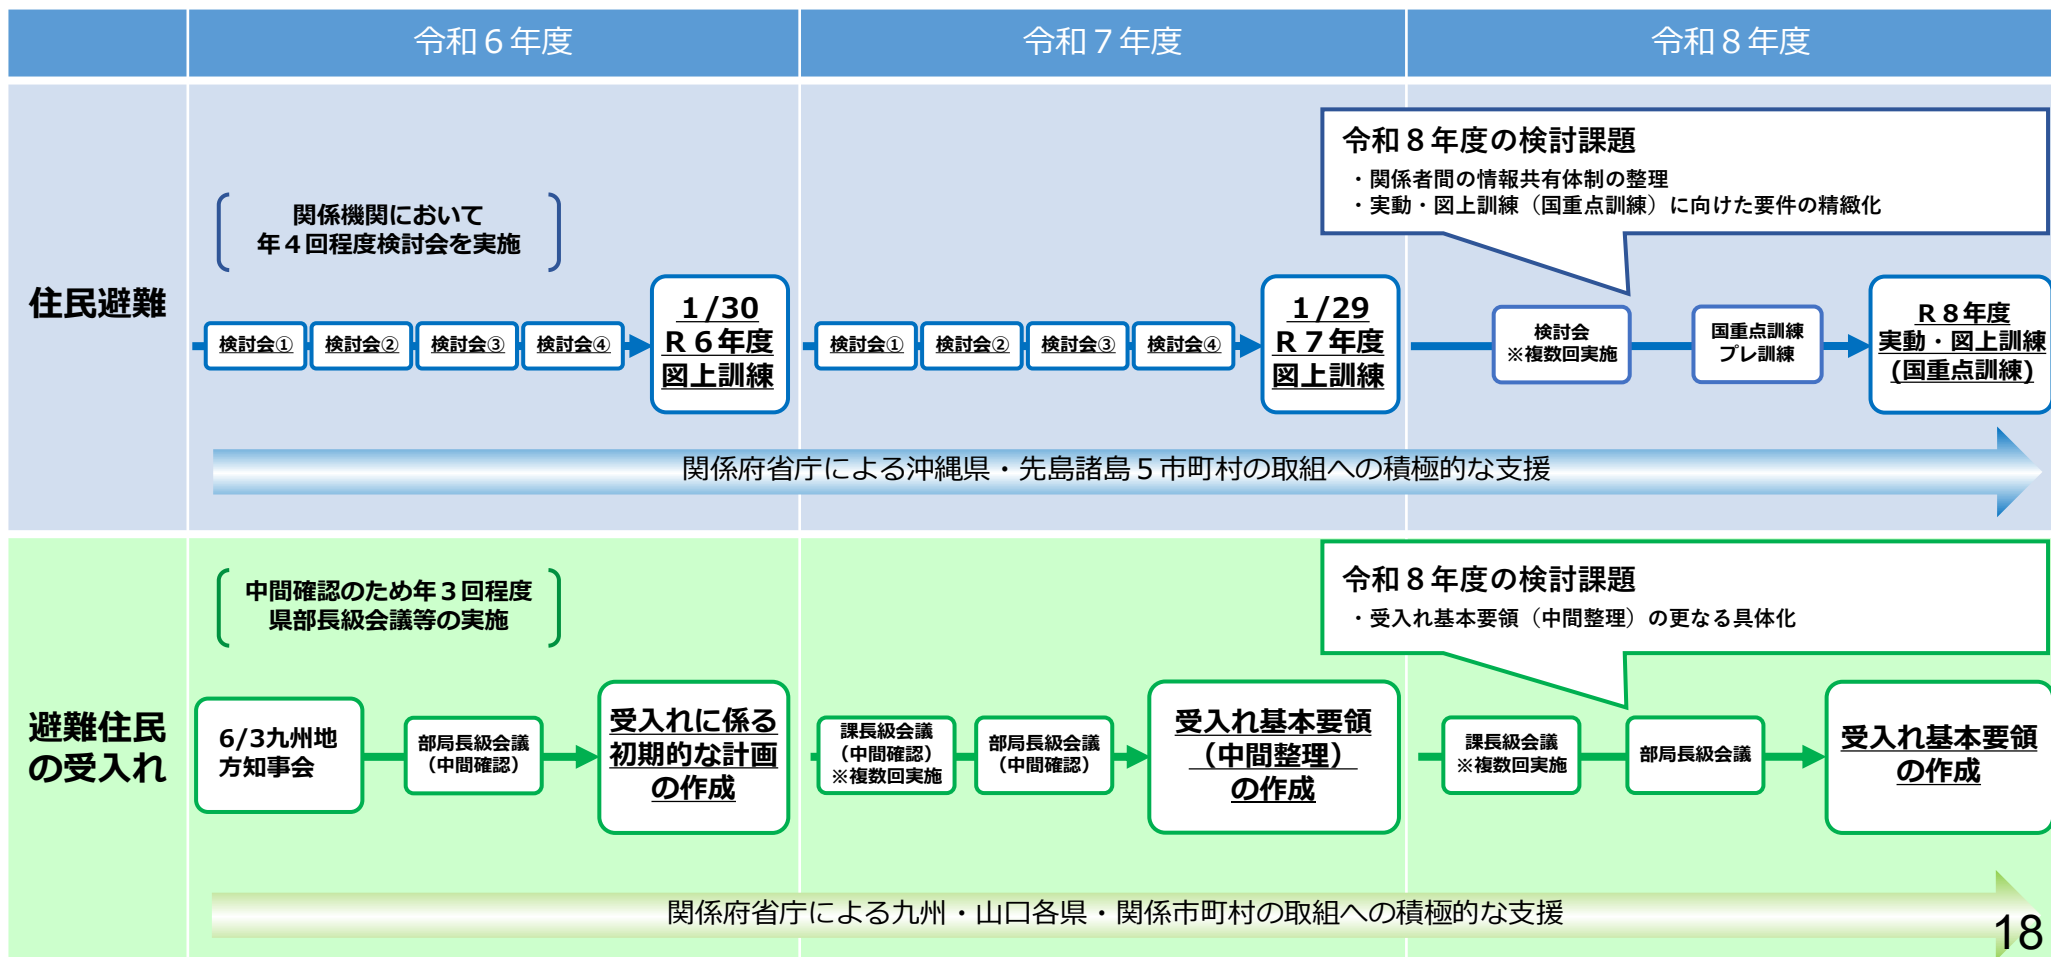 令和６年度
令和７年度
令和８年度
住民避難
関係機関において
年４回程度検討会を実施
検討会①
検討会②
検討会③
検討会④
１/30
Ｒ６年度
図上訓練
検討会①
検討会②
検討会③
検討会④
１/29
Ｒ７年度
図上訓練
令和８年度の検討課題
・関係者間の情報共有体制の整理
・実動・図上訓練（国重点訓練）に向けた要件の精緻化
検討会
※複数回実施
国重点訓練
プレ訓練
Ｒ８年度
実動・図上訓練
(国重点訓練)
関係府省庁による沖縄県・先島諸島５市町村の取組への積極的な支援
避難住民
の受入れ
中間確認のため年３回程度
県部長級会議等の実施
6/3九州地
方知事会
部局長級会議
（中間確認）
受入れに係る
初期的な計画
の作成
課長級会議
（中間確認）
※複数回実施
部局長級会議
（中間確認）
受入れ基本要領
（中間整理）
の作成
令和８年度の検討課題
・受入れ基本要領（中間整理）の更なる具体化
課長級会議
※複数回実施
部局長級会議
受入れ基本要領
の作成
関係府省庁による九州・山口各県・関係市町村の取組への積極的な支援
18